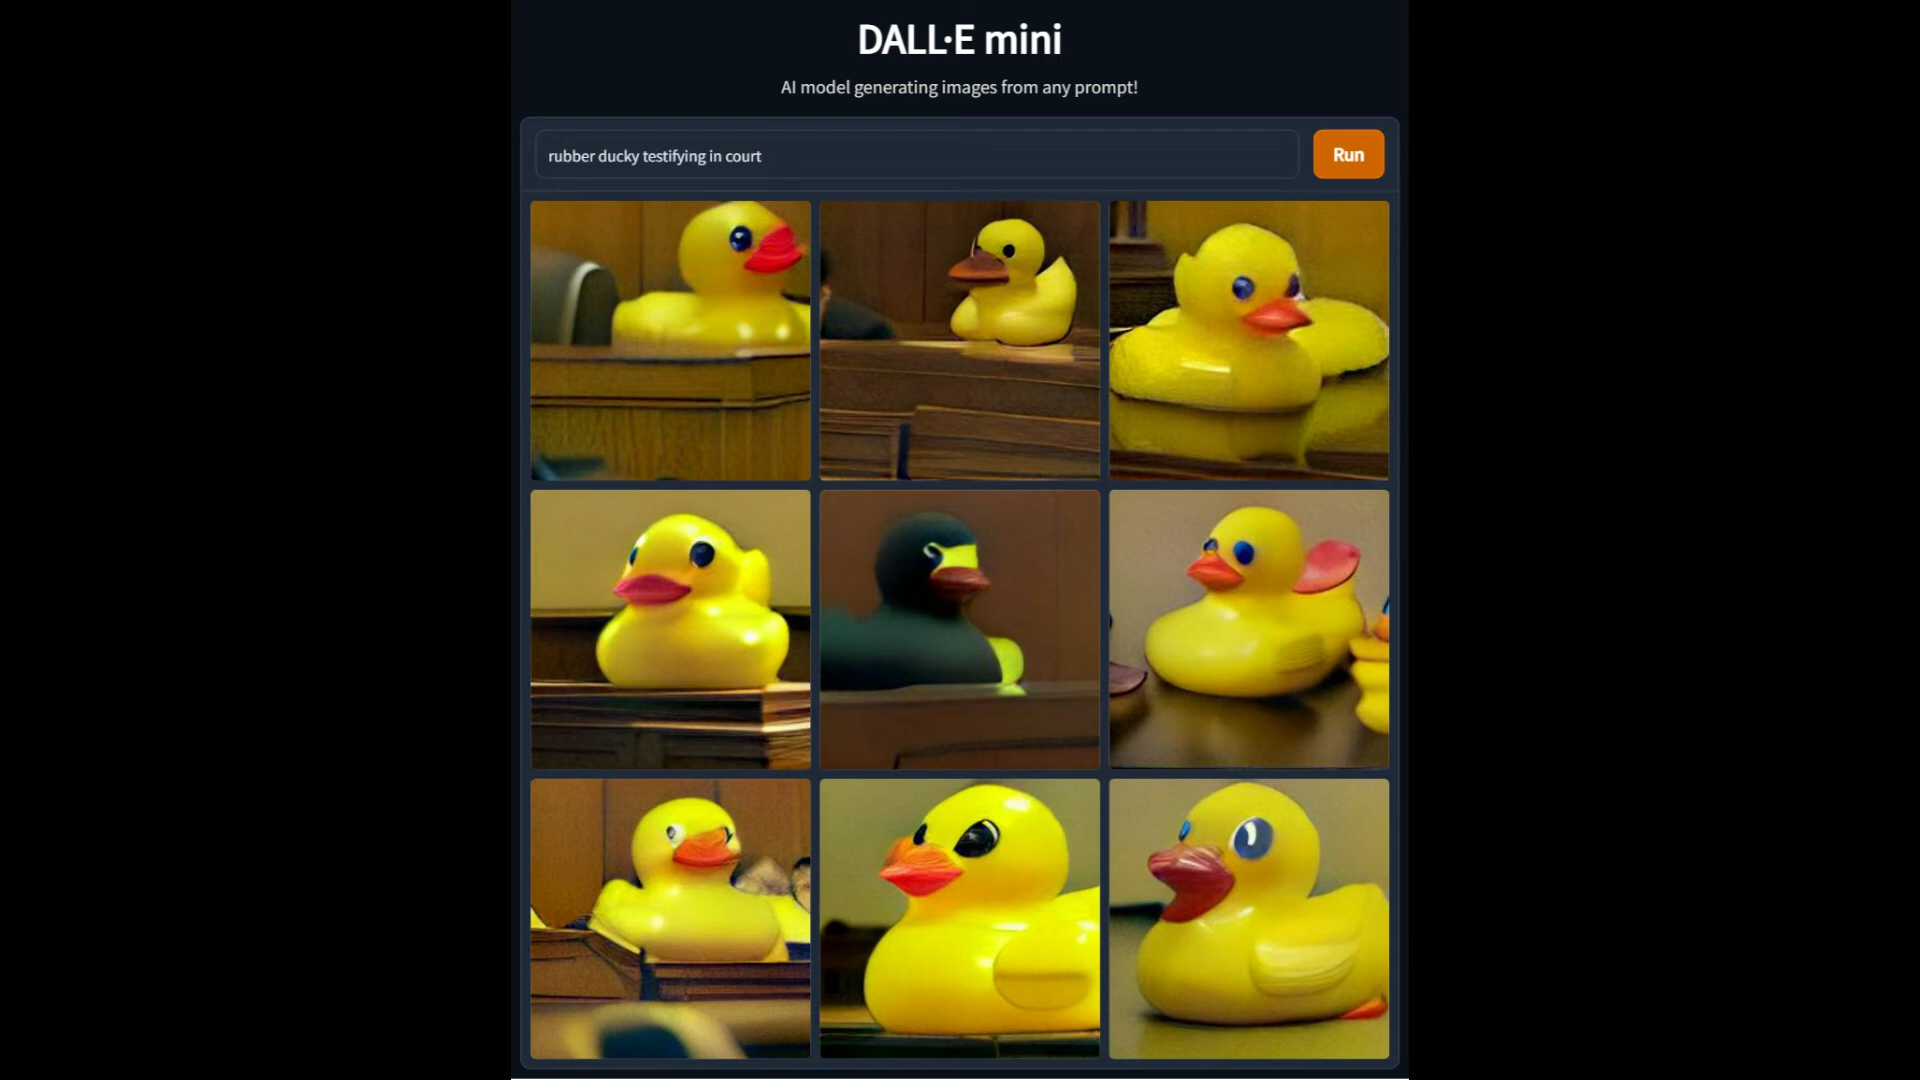 DALL·E mini
AI model generating images from any prompt!
rubber ducky testifying in court
Run